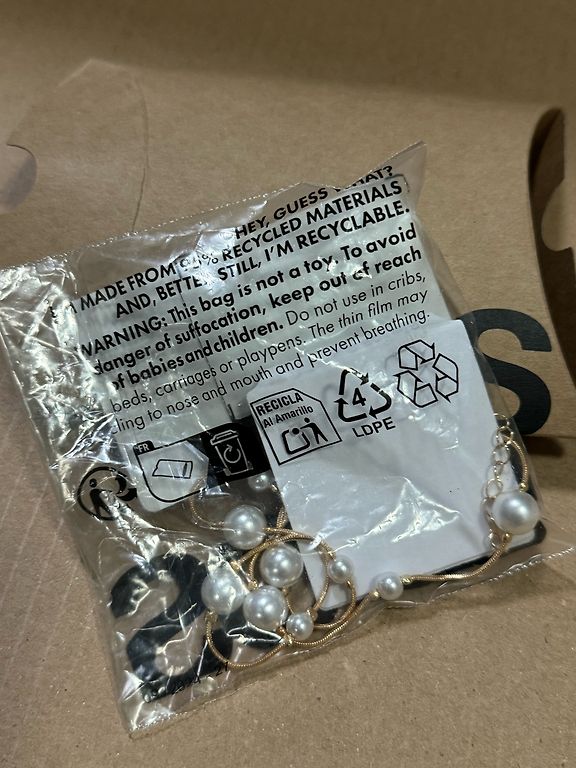 HEY, GUESS WHAT?
I'M MADE FROM RECYCLED MATERIALS
AND, BETTER STILL, I'M RECYCLABLE.
WARNING: This bag is not a toy. To avoid
danger of suffocation, keep out of reach
of babies and children. Do not use in cribs,
beds, carriages or playpens. The thin film may
cling to nose and mouth and prevent breathing.
RECICLA
Al Amarillo
4
LDPE
FR
S